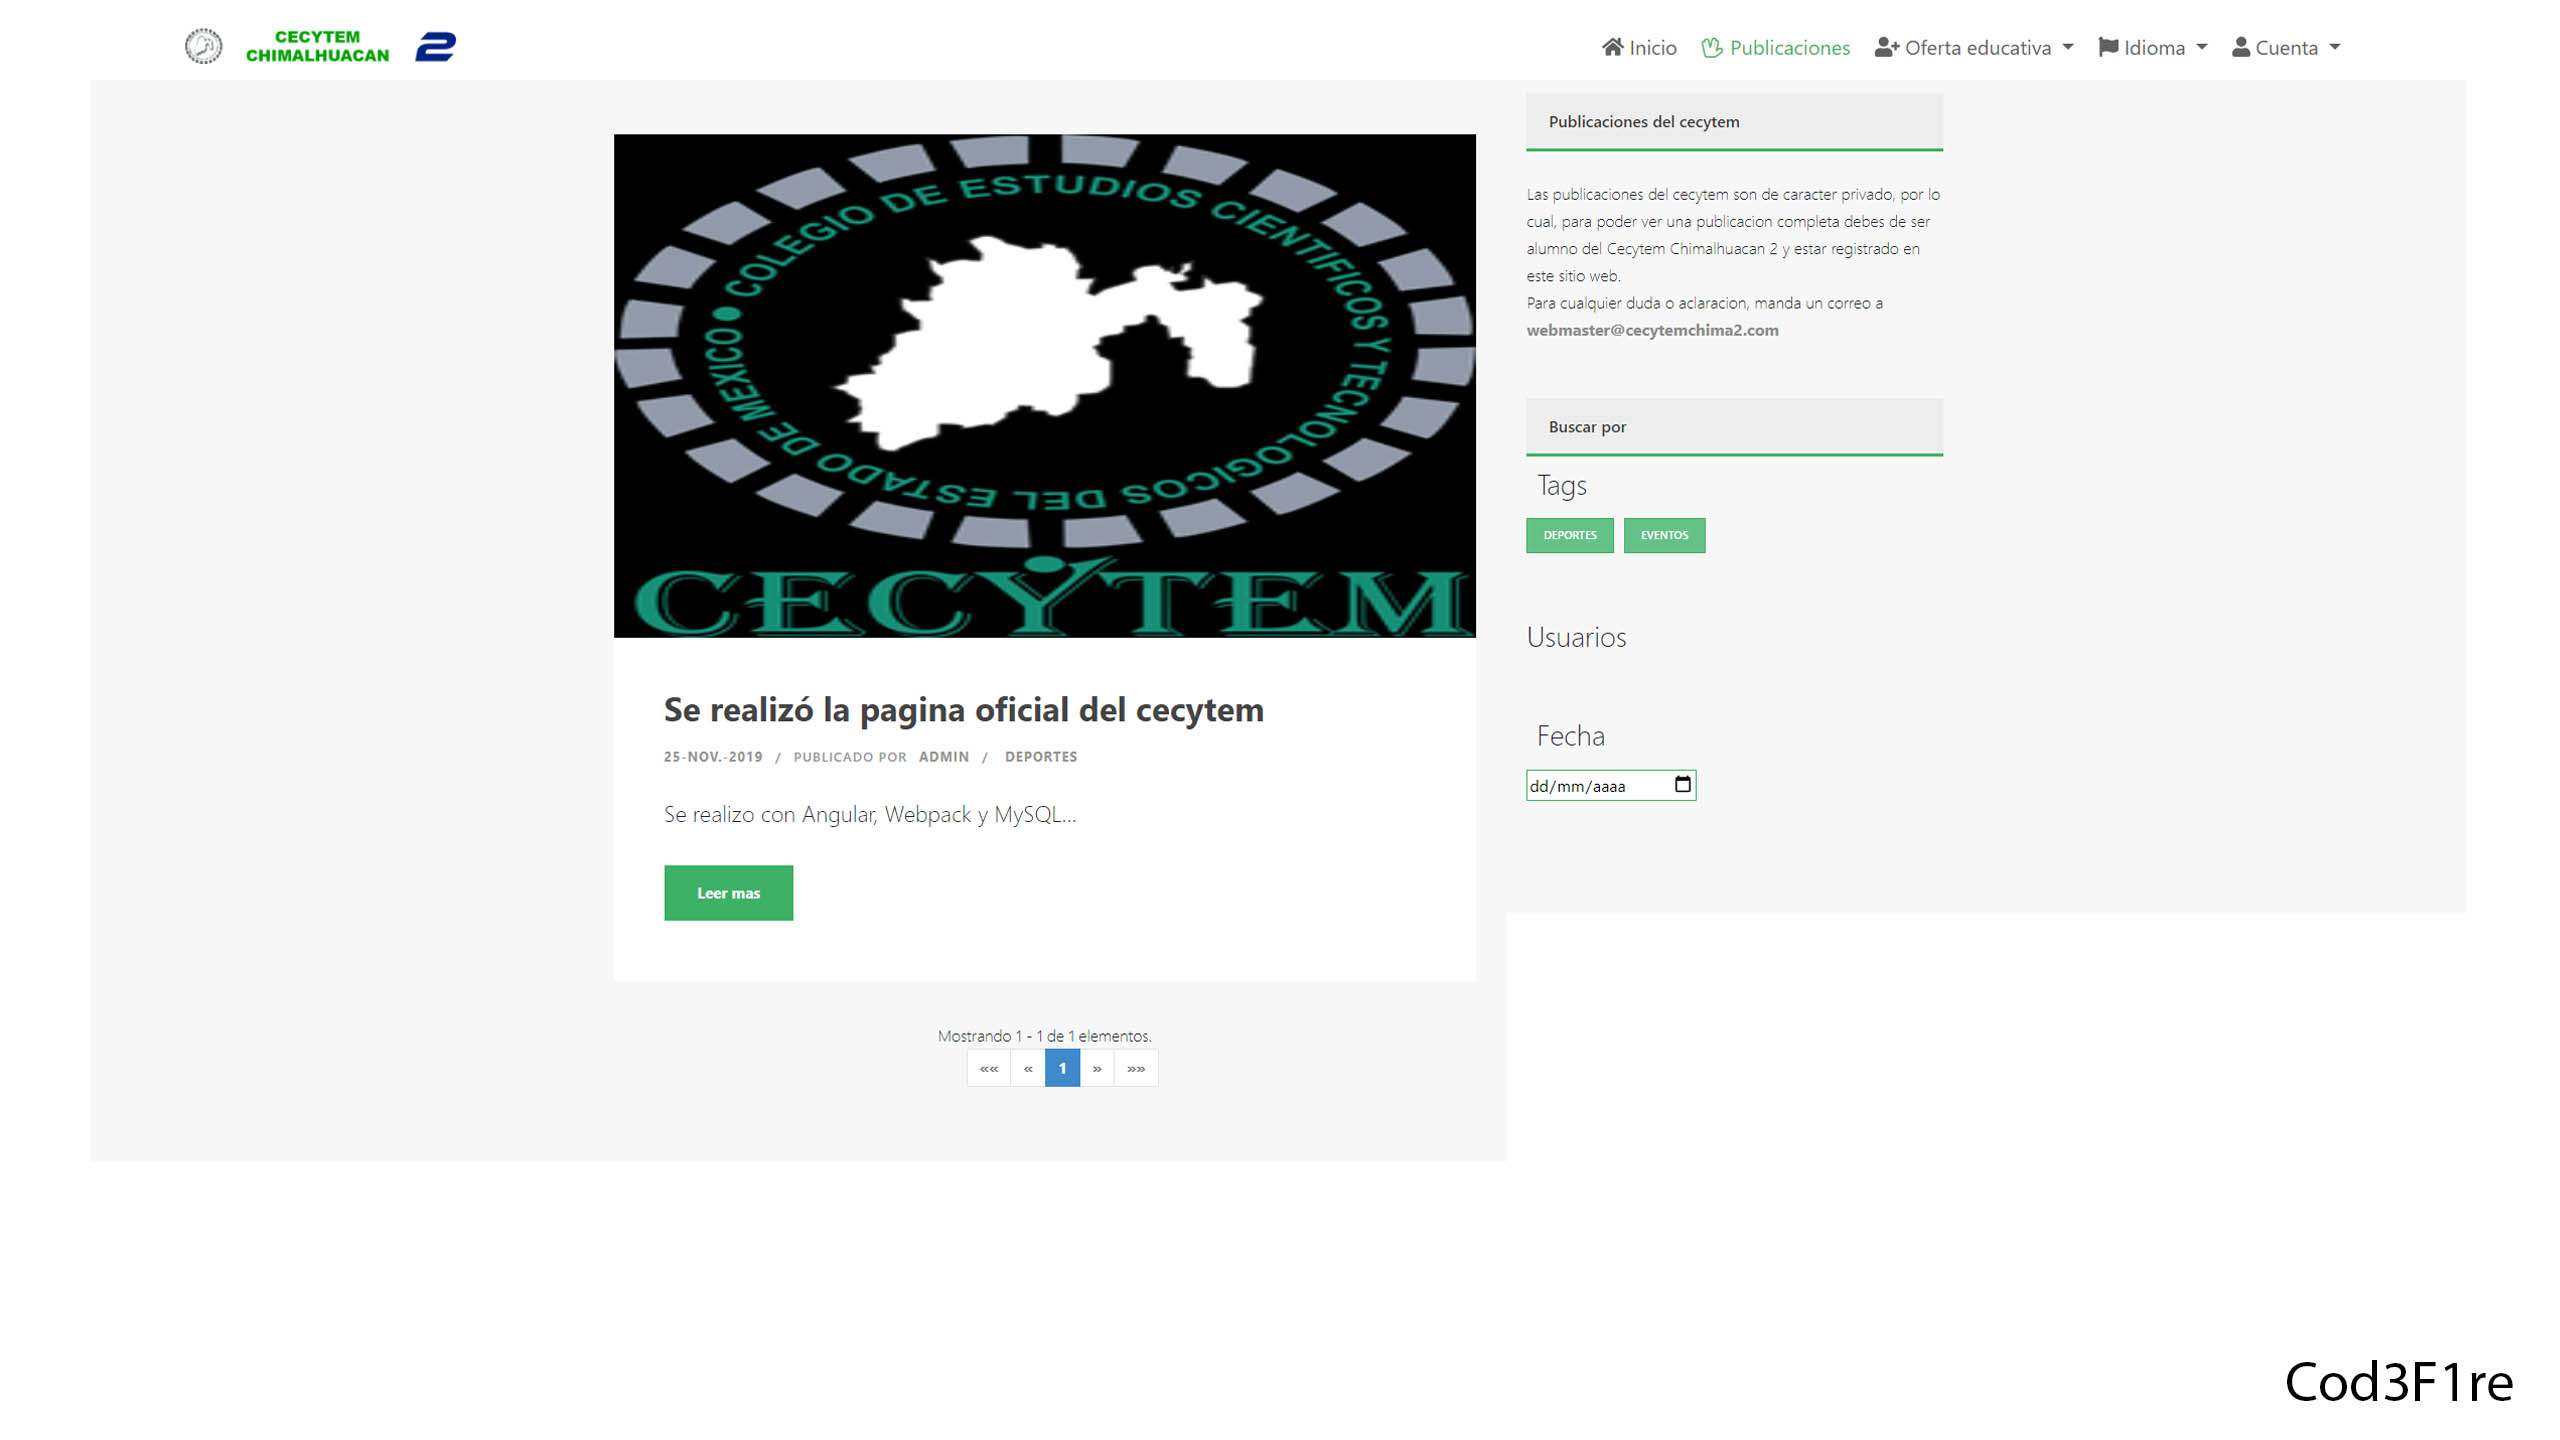 CECYTEM
CHIMALHUACAN
2
Inicio
Publicaciones
Oferta educativa
Idioma
Cuenta
COLEGIO DE ESTUDIOS CIENTIFICOS Y TECNOLOGICOS DEL ESTADO DE MEXICO
CECYTEM
Se realizó la pagina oficial del cecytem
25-NOV.-2019 / PUBLICADO POR ADMIN / DEPORTES
Se realizo con Angular, Webpack y MySQL...
Leer mas
Mostrando 1 - 1 de 1 elementos.
«« « 1 » »»
Publicaciones del cecytem
Las publicaciones del cecytem son de caracter privado, por lo
cual, para poder ver una publicacion completa debes de ser
alumno del Cecytem Chimalhuacan 2 y estar registrado en
este sitio web.
Para cualquier duda o aclaracion, manda un correo a
webmaster@cecytemchima2.com
Buscar por
Tags
DEPORTES EVENTOS
Usuarios
Fecha
dd/mm/aaaa
Cod3F1re